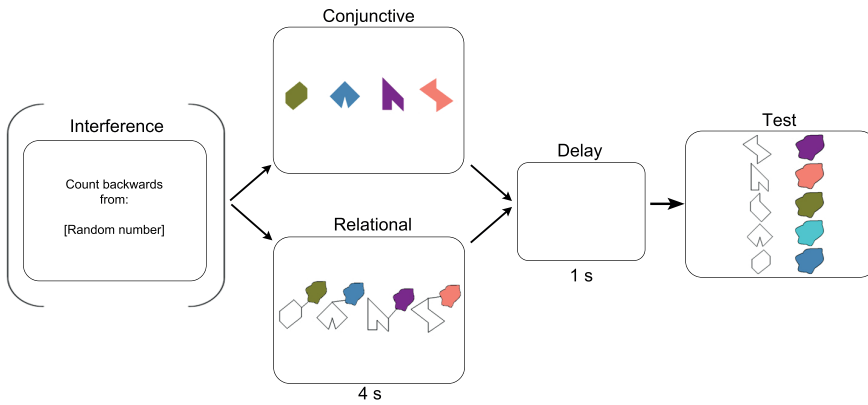 Conjunctive
Interference
Count backwards
from:
[Random number]
Relational
4 s
Delay
1 s
Test